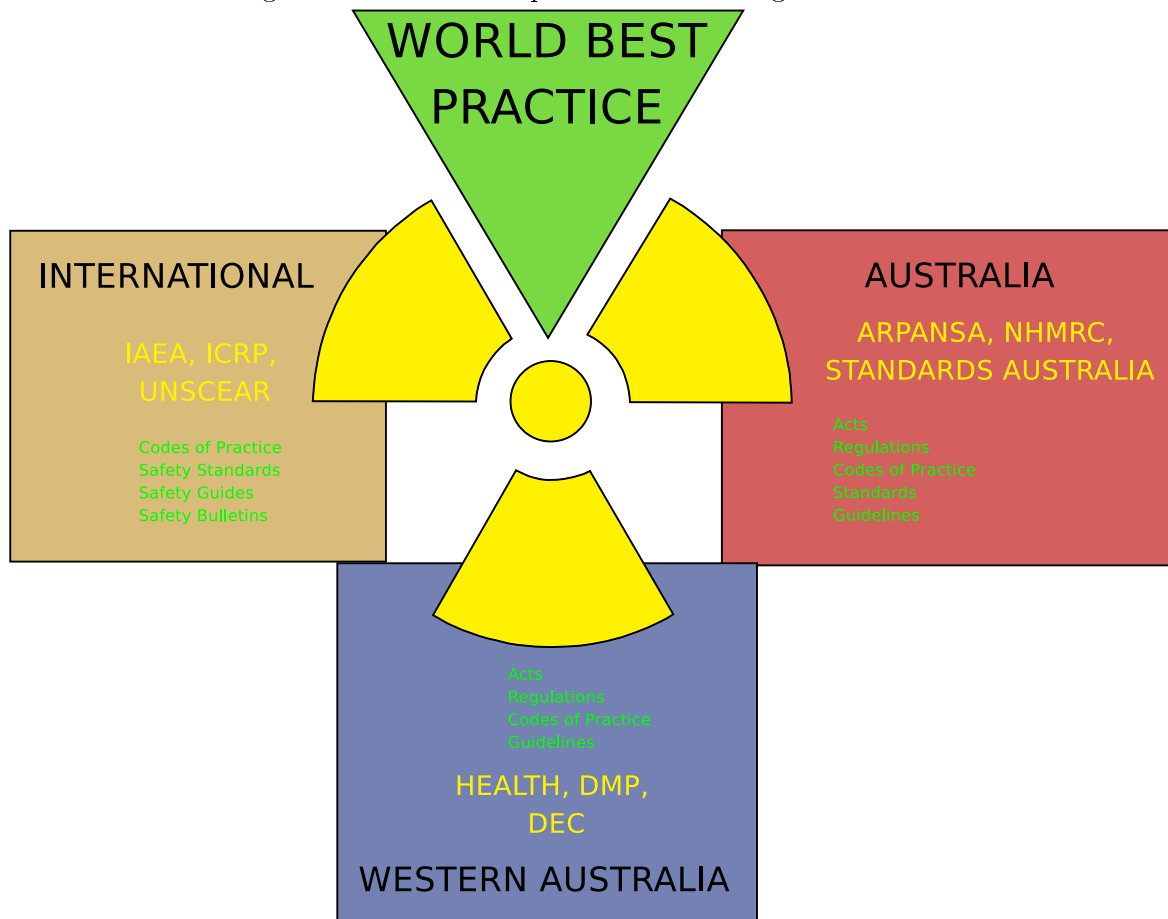 WORLD BEST
PRACTICE
INTERNATIONAL
IAEA, ICRP,
UNSCEAR
Codes of Practice
Safety Standards
Safety Guides
Safety Bulletins
AUSTRALIA
ARPANSA, NHMRC,
STANDARDS AUSTRALIA
Acts
Regulations
Codes of Practice
Standards
Guidelines
Acts
Regulations
Codes of Practice
Guidelines
HEALTH, DMP,
DEC
WESTERN AUSTRALIA